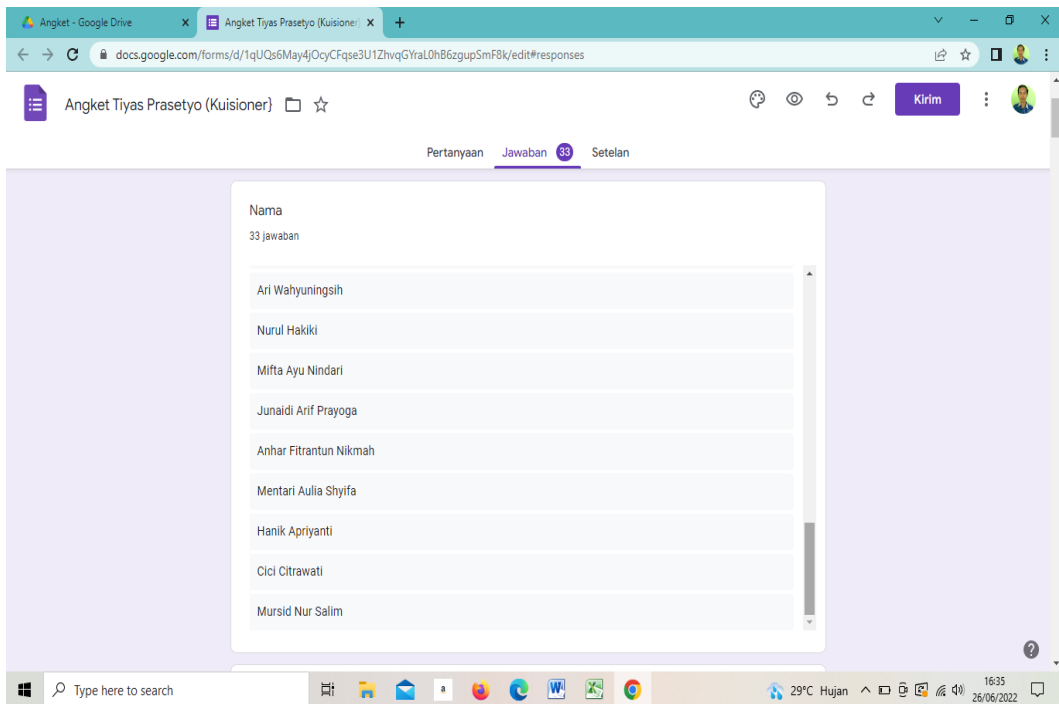 Angket - Google Drive
Angket Tiyas Prasetyo (Kuisioner}
docs.google.com/forms/d/1qUQs6May4jOcyCFqse3U1ZhvqGYraL0hB6zgupSmF8k/edit#responses
Angket Tiyas Prasetyo (Kuisioner}
Kirim
Pertanyaan Jawaban 33 Setelan
Nama
33 jawaban
Ari Wahyuningsih
Nurul Hakiki
Mifta Ayu Nindari
Junaidi Arif Prayoga
Anhar Fitrantun Nikmah
Mentari Aulia Shyifa
Hanik Apriyanti
Cici Citrawati
Mursid Nur Salim
Type here to search
a
W
29°C Hujan
16:35
26/06/2022